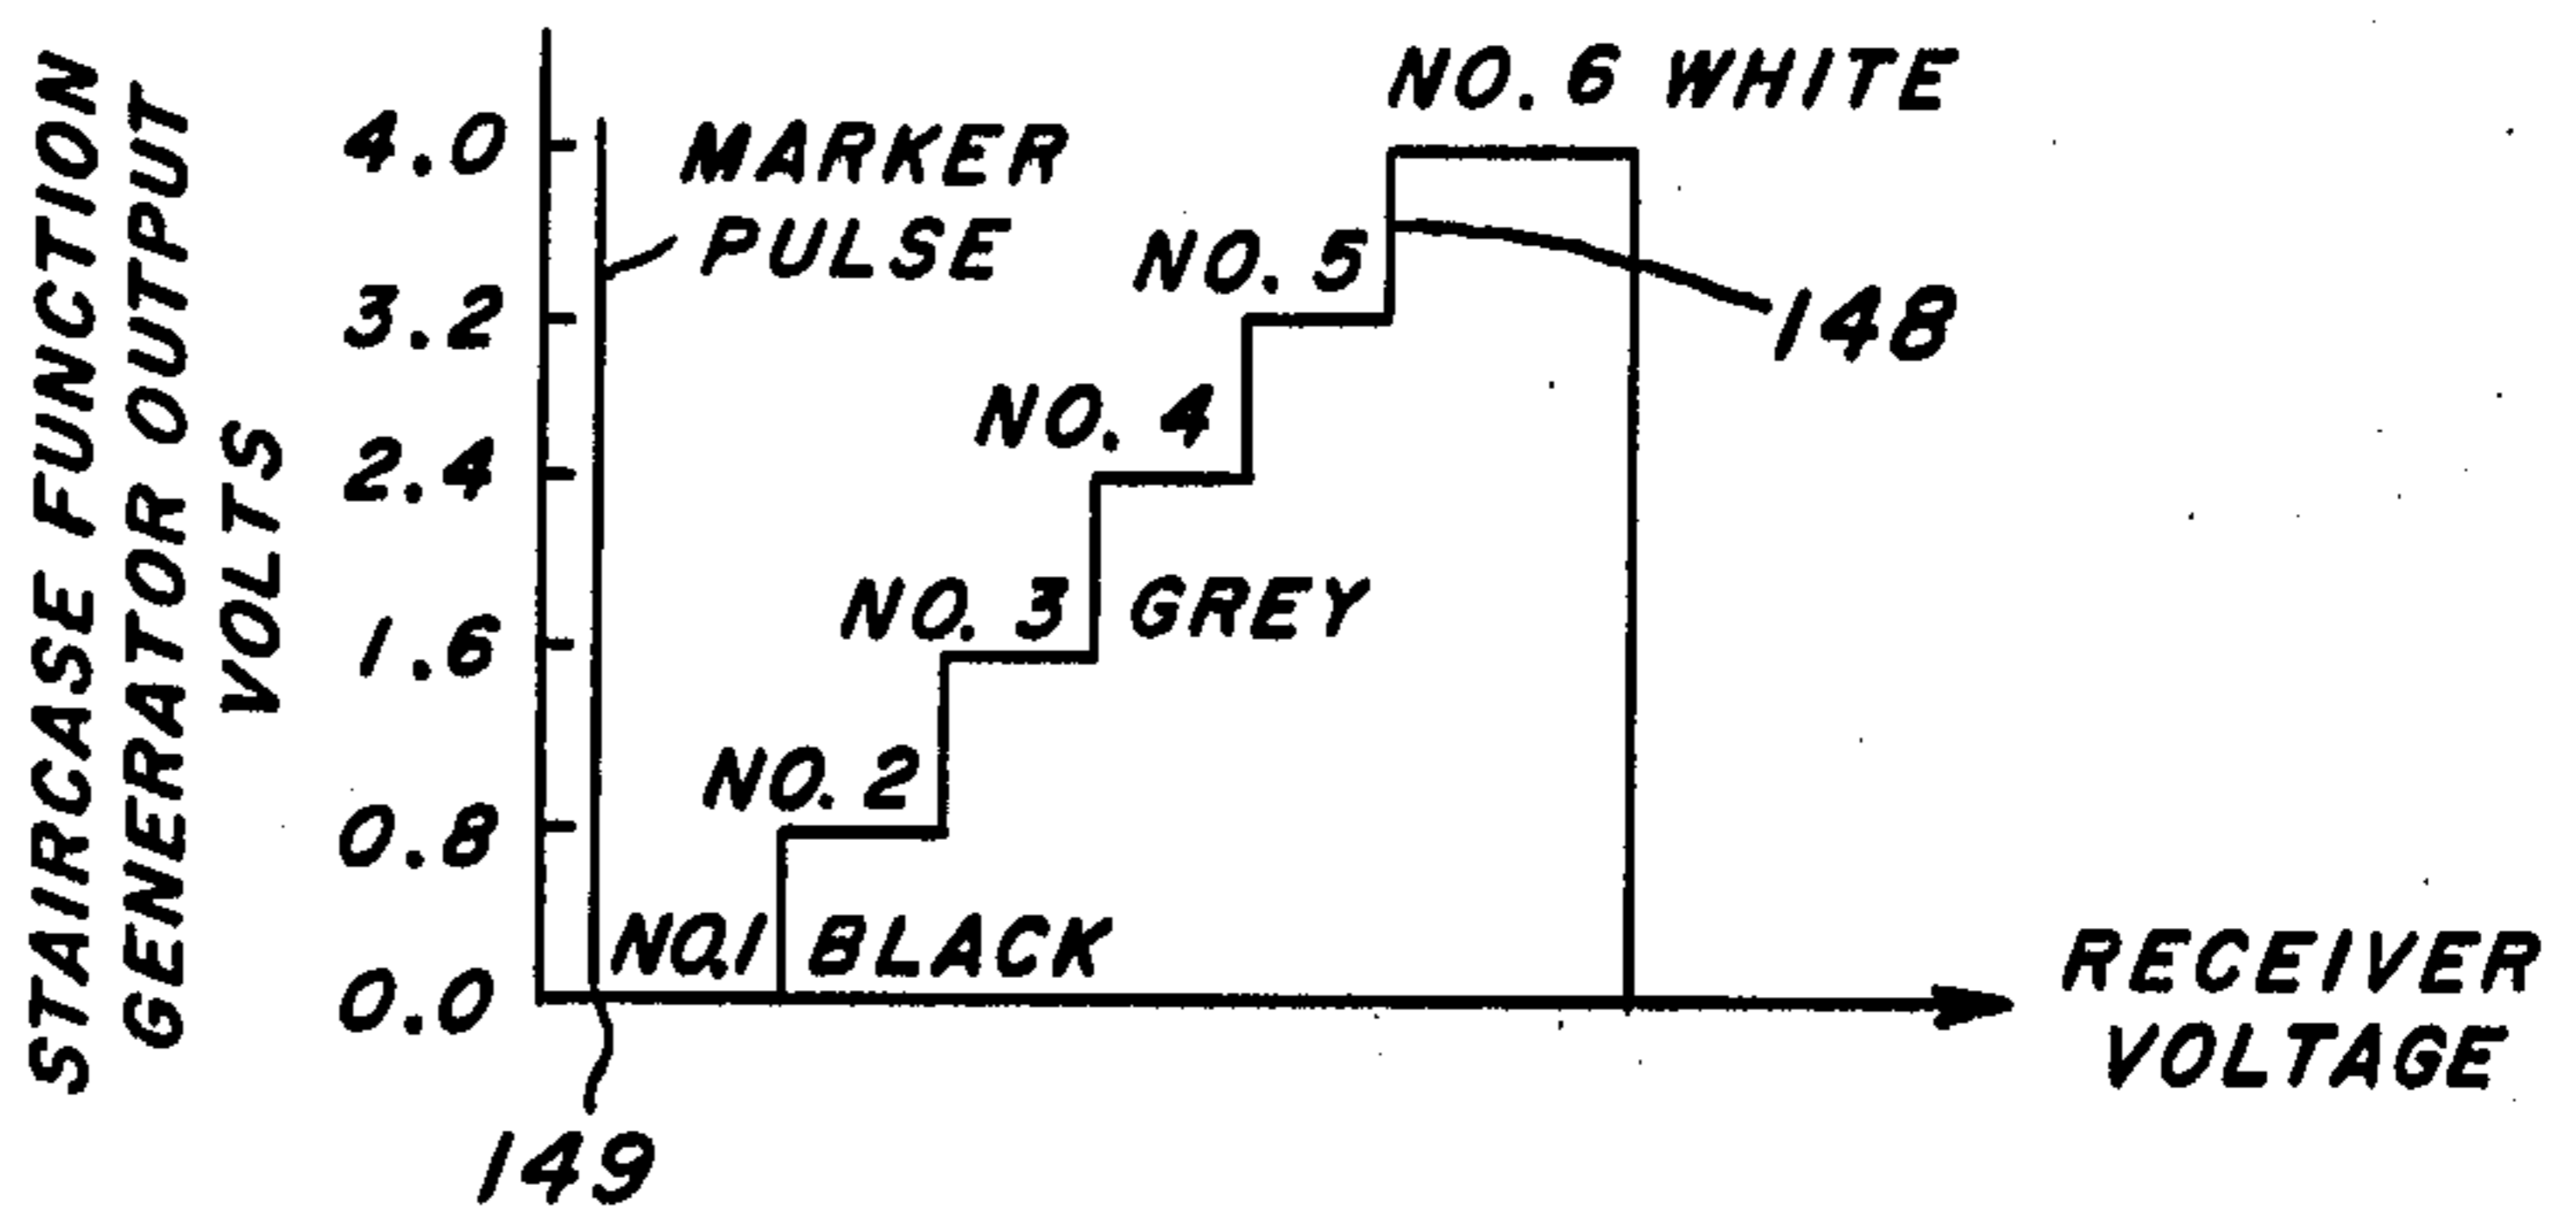 STAIRCASE FUNCTION
GENERATOR OUTPUT
VOLTS
4.0
3.2
2.4
1.6
0.8
0.0
MARKER
PULSE
NO. 6 WHITE
NO. 5
148
NO. 4
NO. 3 GREY
NO. 2
NO.1 BLACK
RECEIVER
VOLTAGE
149